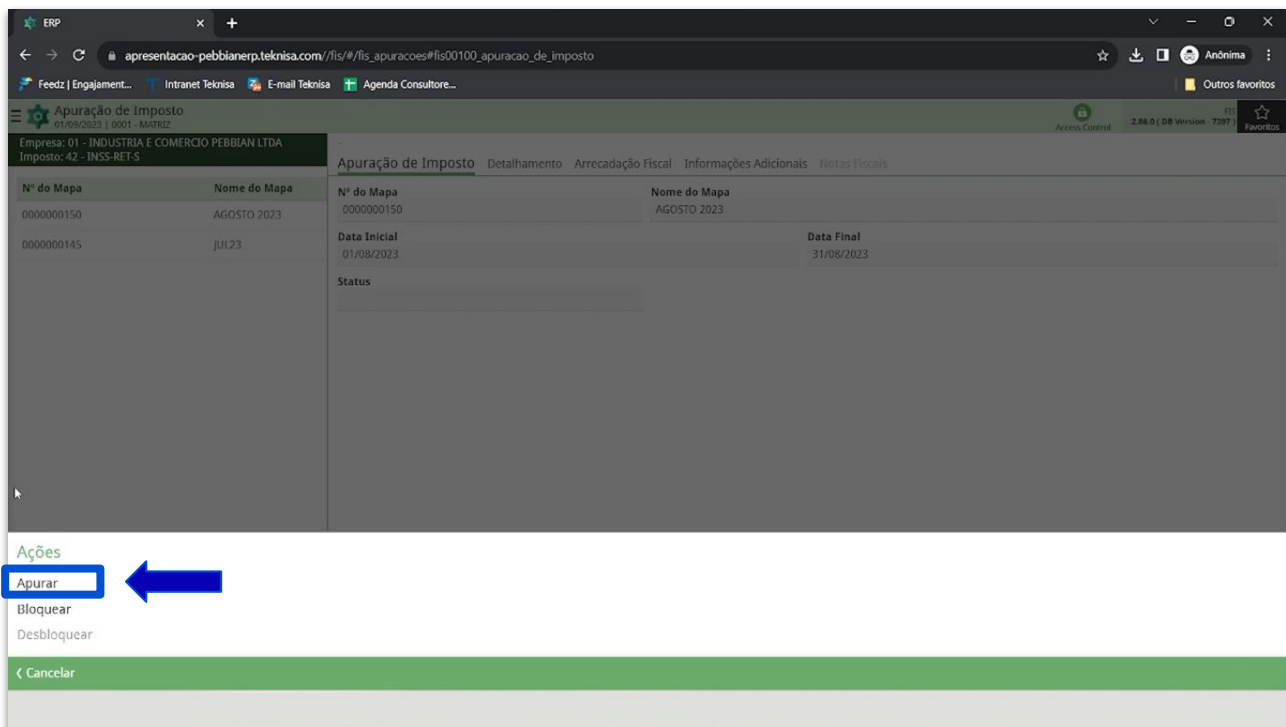 ERP
apresentacao-pebbianerp.teknisa.com//fis/#/fis_apuracoes#fis00100_apuracao_de_imposto
Anônima
Feedz | Engajament...
Intranet Teknisa
E-mail Teknisa
Agenda Consultore...
Outros favoritos
Apuração de Imposto
01/09/2023 | 0001 - MATRIZ
Access Control
FIS
2.86.0 ( DB Version - 7397 )
Favoritos
Empresa: 01 - INDUSTRIA E COMERCIO PEBBIAN LTDA
Imposto: 42 - INSS-RET-S
Nº do Mapa Nome do Mapa
0000000150 AGOSTO 2023
0000000145 JUL23
-
Apuração de Imposto Detalhamento Arrecadação Fiscal Informações Adicionais Notas Fiscais
Nº do Mapa Nome do Mapa
0000000150 AGOSTO 2023
Data Inicial Data Final
01/08/2023 31/08/2023
Status
Ações
Apurar
Bloquear
Desbloquear
Cancelar